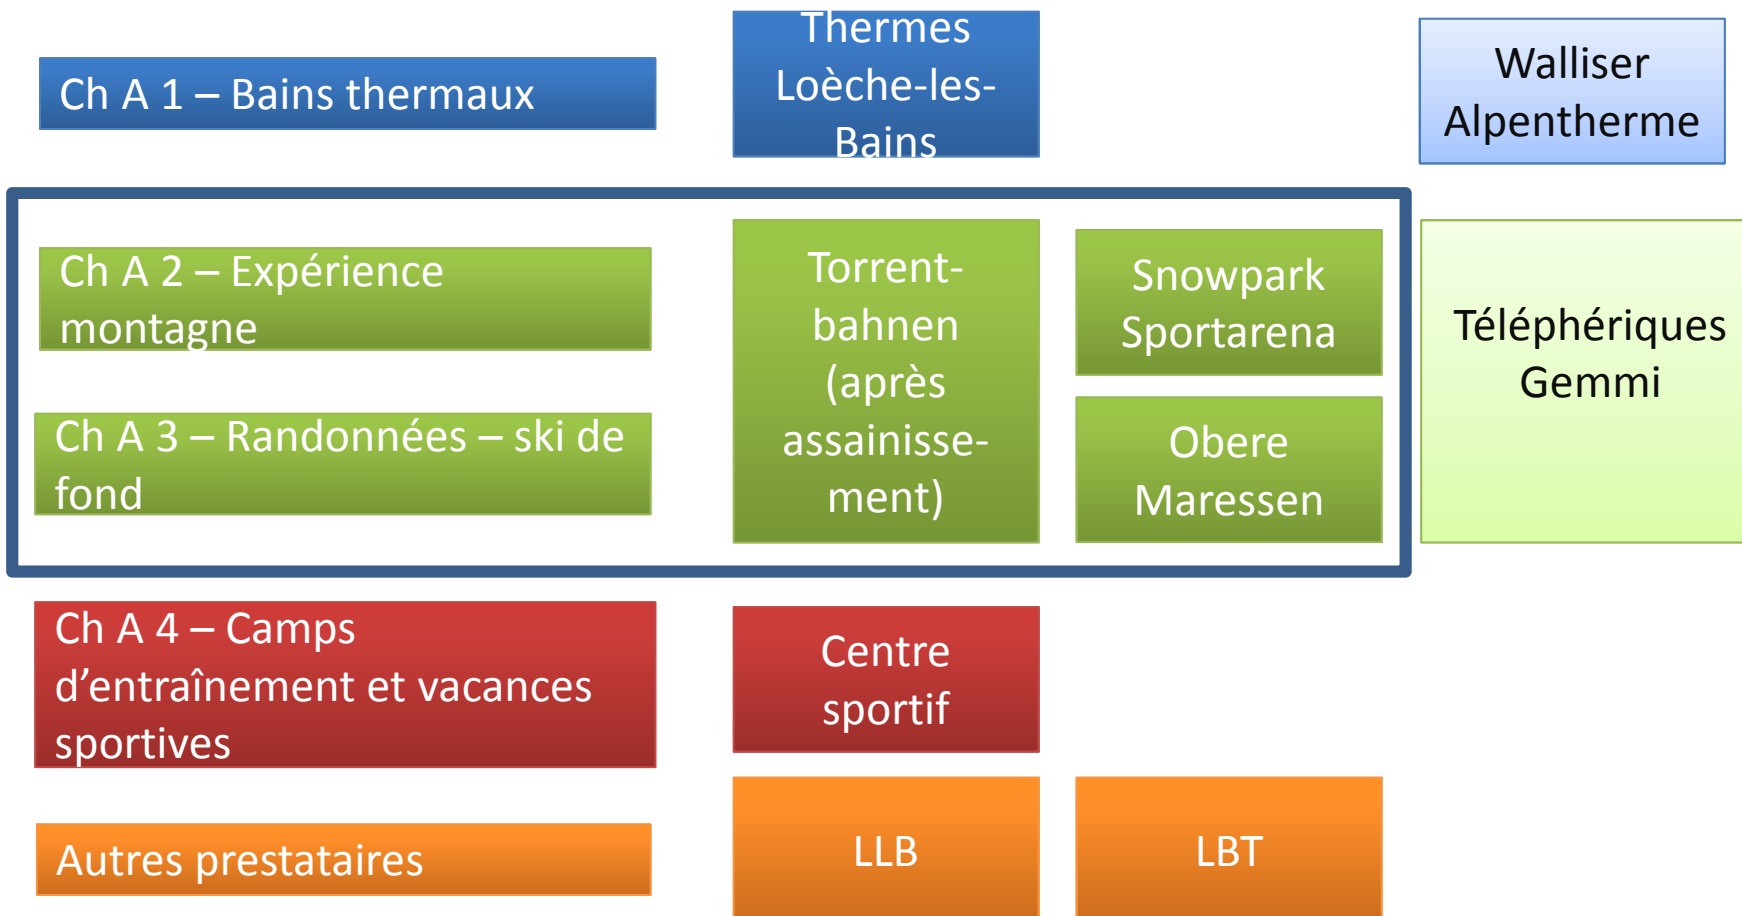 Ch A 1 – Bains thermaux
Thermes
Loèche-les-
Bains
Walliser
Alpentherme
Ch A 2 – Expérience
montagne
Ch A 3 – Randonnées – ski de
fond
Torrent-
bahnen
(après
assainisse-
ment)
Snowpark
Sportarena
Obere
Maressen
Téléphériques
Gemmi
Ch A 4 – Camps
d’entraînement et vacances
sportives
Centre
sportif
Autres prestataires
LLB
LBT